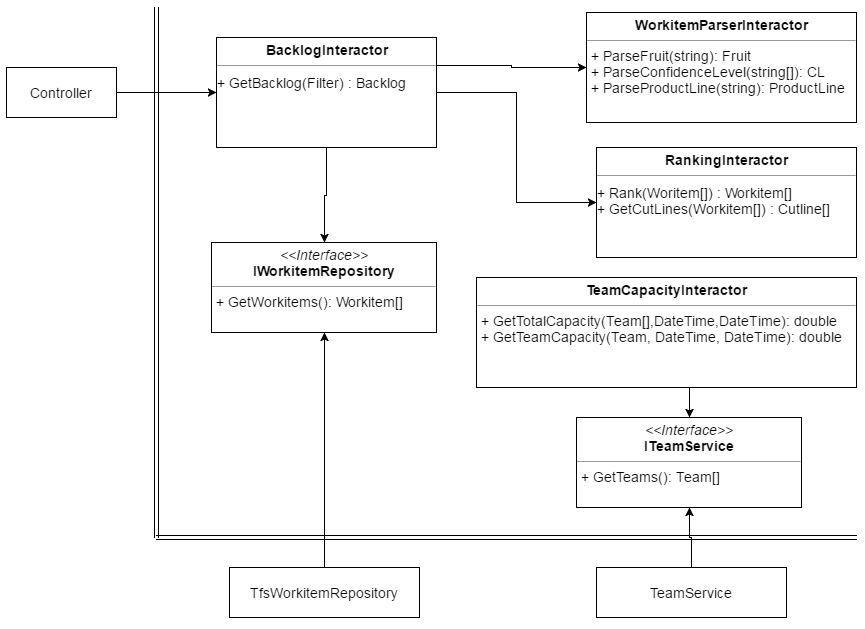 WorkitemParserInteractor
+ ParseFruit(string): Fruit
+ ParseConfidenceLevel(string[]): CL
+ ParseProductLine(string): ProductLine
BacklogInteractor
+ GetBacklog(Filter) : Backlog
Controller
RankingInteractor
+ Rank(Woritem[]) : Workitem[]
+ GetCutLines(Workitem[]) : Cutline[]
<<Interface>>
IWorkitemRepository
+ GetWorkitems(): Workitem[]
TeamCapacityInteractor
+ GetTotalCapacity(Team[],DateTime,DateTime): double
+ GetTeamCapacity(Team, DateTime, DateTime): double
<<Interface>>
ITeamService
+ GetTeams(): Team[]
TfsWorkitemRepository
TeamService